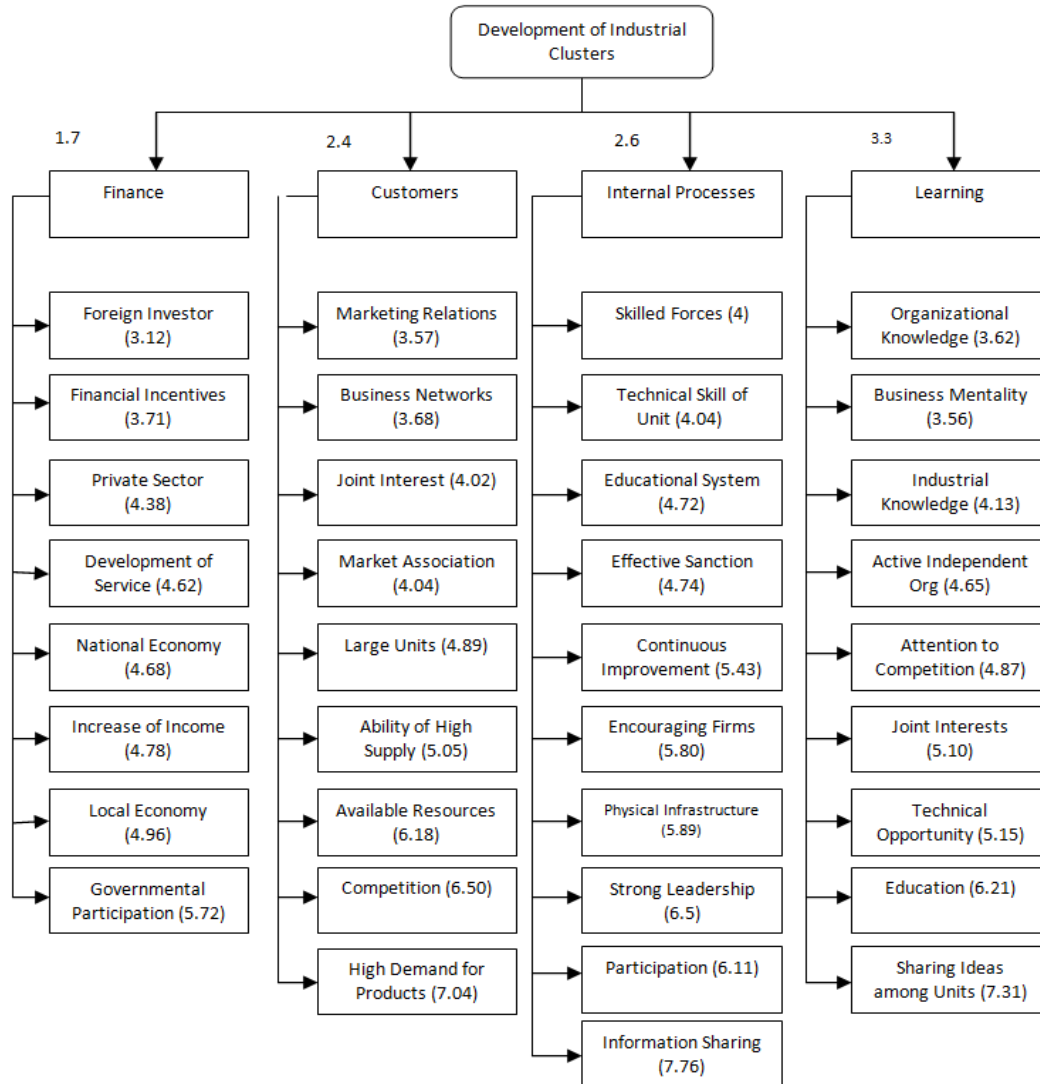 Development of Industrial
Clusters
1.7
2.4
2.6
3.3
Finance
Customers
Internal Processes
Learning
Foreign Investor
(3.12)
Financial Incentives
(3.71)
Private Sector
(4.38)
Development of
Service (4.62)
National Economy
(4.68)
Increase of Income
(4.78)
Local Economy
(4.96)
Governmental
Participation (5.72)
Marketing Relations
(3.57)
Business Networks
(3.68)
Joint Interest (4.02)
Market Association
(4.04)
Large Units (4.89)
Ability of High
Supply (5.05)
Available Resources
(6.18)
Competition (6.50)
High Demand for
Products (7.04)
Skilled Forces (4)
Technical Skill of
Unit (4.04)
Educational System
(4.72)
Effective Sanction
(4.74)
Continuous
Improvement (5.43)
Encouraging Firms
(5.80)
Physical Infrastructure
(5.89)
Strong Leadership
(6.5)
Participation (6.11)
Information Sharing
(7.76)
Organizational
Knowledge (3.62)
Business Mentality
(3.56)
Industrial
Knowledge (4.13)
Active Independent
Org (4.65)
Attention to
Competition (4.87)
Joint Interests
(5.10)
Technical
Opportunity (5.15)
Education (6.21)
Sharing Ideas
among Units (7.31)